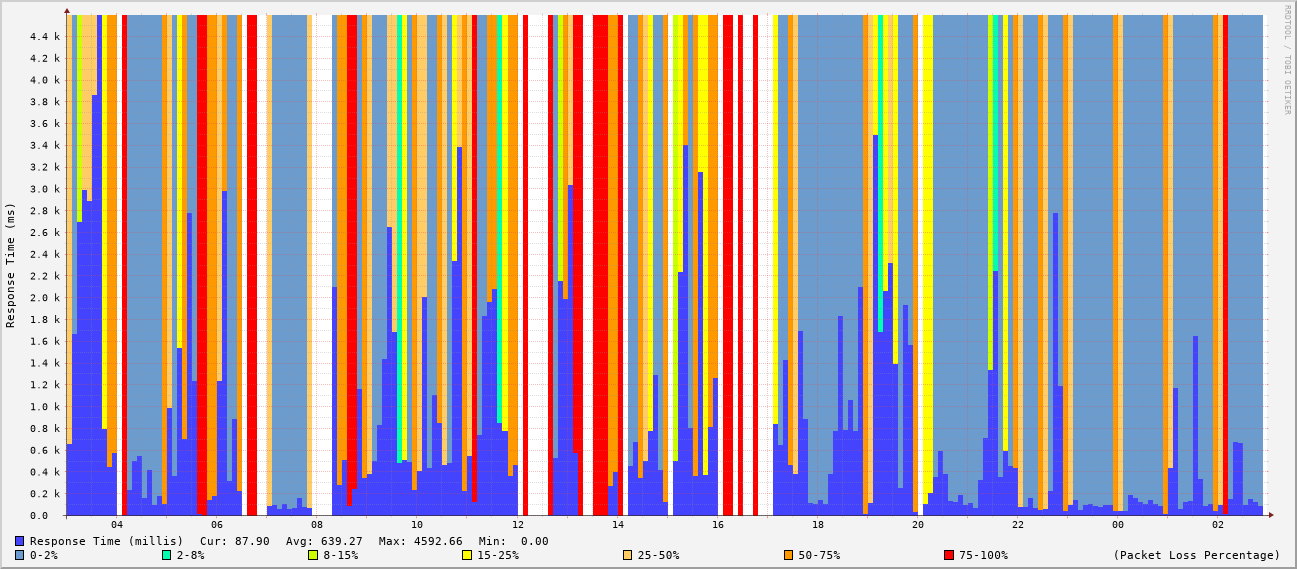 RRDTOOL / TOBI OETIKER
Response Time (ms)
4.4 k
4.2 k
4.0 k
3.8 k
3.6 k
3.4 k
3.2 k
3.0 k
2.8 k
2.6 k
2.4 k
2.2 k
2.0 k
1.8 k
1.6 k
1.4 k
1.2 k
1.0 k
0.8 k
0.6 k
0.4 k
0.2 k
0.0
04 06 08 10 12 14 16 18 20 22 00 02
Response Time (millis) Cur: 87.90 Avg: 639.27 Max: 4592.66 Min: 0.00
0-2% 2-8% 8-15% 15-25% 25-50% 50-75% 75-100% (Packet Loss Percentage)